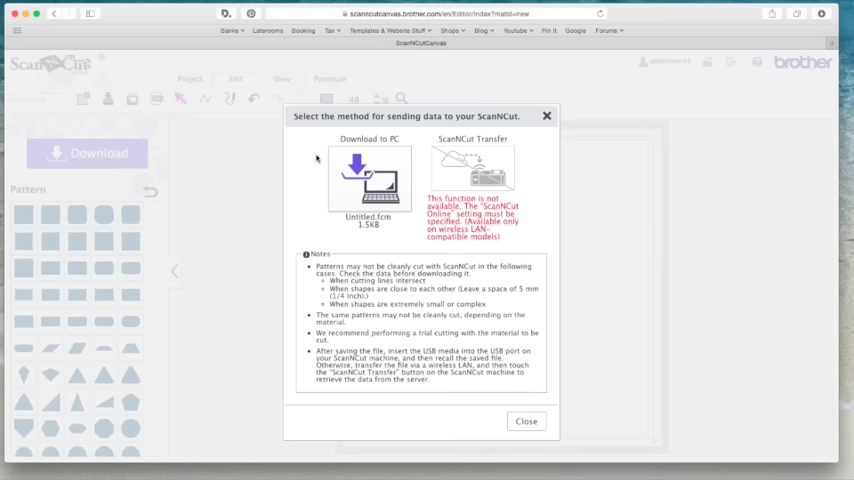 scanncutcanvas.brother.com/en/Editor/Index?matid=new
Banks Laterooms Booking Tax Templates & Website Stuff Shops Blog Youtube Pin It Google Forums
ScanNCutCanvas
Project Edit View Premium
brother
Download
Pattern
Select the method for sending data to your ScanNCut.
Download to PC
Untitled.fcm
1.5KB
ScanNCut Transfer
This function is not
available. The "ScanNCut
Online" setting must be
specified. (Available only
on wireless LAN-
compatible models)
Notes
• Patterns may not be cleanly cut with ScanNCut in the following
cases. Check the data before downloading it.
When cutting lines intersect
When shapes are close to each other (Leave a space of 5 mm
(1/4 inch).)
When shapes are extremely small or complex
• The same patterns may not be cleanly cut, depending on the
material.
• We recommend performing a trial cutting with the material to be
cut.
• After saving the file, insert the USB media into the USB port on
your ScanNCut machine, and then recall the saved file.
Otherwise, transfer the file via a wireless LAN, and then touch
the "ScanNCut Transfer" button on the ScanNCut machine to
retrieve the data from the server.
Close